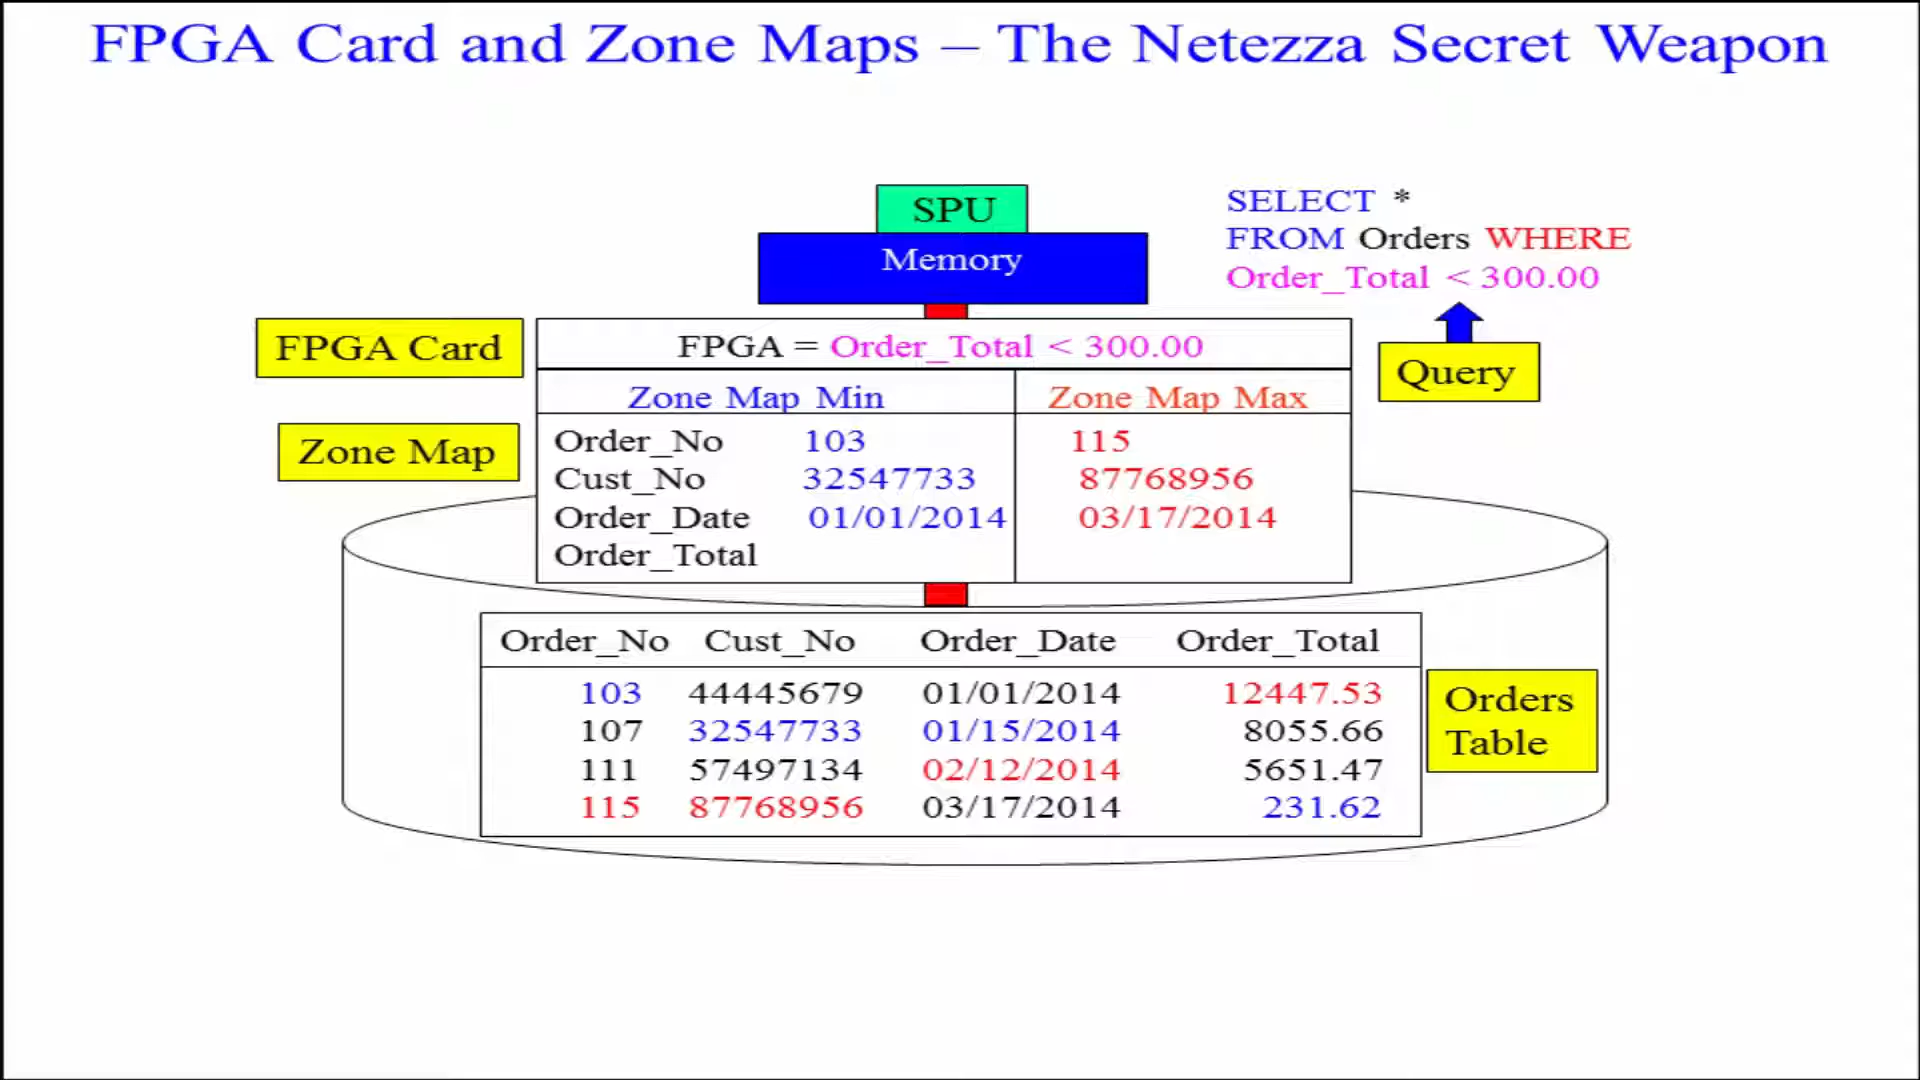 FPGA Card and Zone Maps – The Netezza Secret Weapon
SPU
Memory
SELECT *
FROM Orders WHERE
Order_Total < 300.00
Query
FPGA Card
FPGA = Order_Total < 300.00
Zone Map
Zone Map Min Zone Map Max
Order_No 103 115
Cust_No 32547733 87768956
Order_Date 01/01/2014 03/17/2014
Order_Total
Order_No Cust_No Order_Date Order_Total
103 44445679 01/01/2014 12447.53
107 32547733 01/15/2014 8055.66
111 57497134 02/12/2014 5651.47
115 87768956 03/17/2014 231.62
Orders
Table